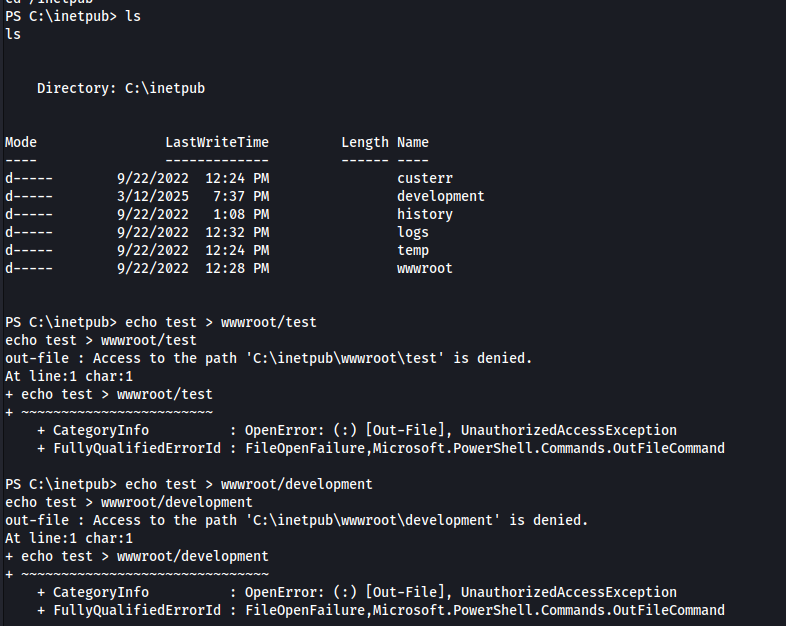 cd /inetpub
PS C:\inetpub> ls
ls
Directory: C:\inetpub
Mode LastWriteTime Length Name
---- ------------- ------ ----
d----- 9/22/2022 12:24 PM custerr
d----- 3/12/2025 7:37 PM development
d----- 9/22/2022 1:08 PM history
d----- 9/22/2022 12:32 PM logs
d----- 9/22/2022 12:24 PM temp
d----- 9/22/2022 12:28 PM wwwroot
PS C:\inetpub> echo test > wwwroot/test
echo test > wwwroot/test
out-file : Access to the path 'C:\inetpub\wwwroot\test' is denied.
At line:1 char:1
+ echo test > wwwroot/test
+ ~~~~~~~~~~~~~~~~~~~~~~~~
+ CategoryInfo : OpenError: (:) [Out-File], UnauthorizedAccessException
+ FullyQualifiedErrorId : FileOpenFailure,Microsoft.PowerShell.Commands.OutFileCommand
PS C:\inetpub> echo test > wwwroot/development
echo test > wwwroot/development
out-file : Access to the path 'C:\inetpub\wwwroot\development' is denied.
At line:1 char:1
+ echo test > wwwroot/development
+ ~~~~~~~~~~~~~~~~~~~~~~~~~~~~~~~
+ CategoryInfo : OpenError: (:) [Out-File], UnauthorizedAccessException
+ FullyQualifiedErrorId : FileOpenFailure,Microsoft.PowerShell.Commands.OutFileCommand